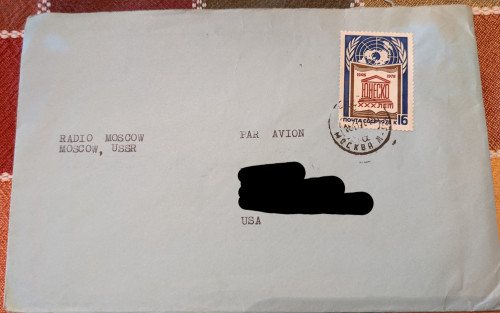 1946 1976
ЮНЕСКО
XXX ЛЕТ
ПОЧТА СССР
16
МОСКВА
RADIO MOSCOW
MOSCOW, USSR
PAR AVION
USA